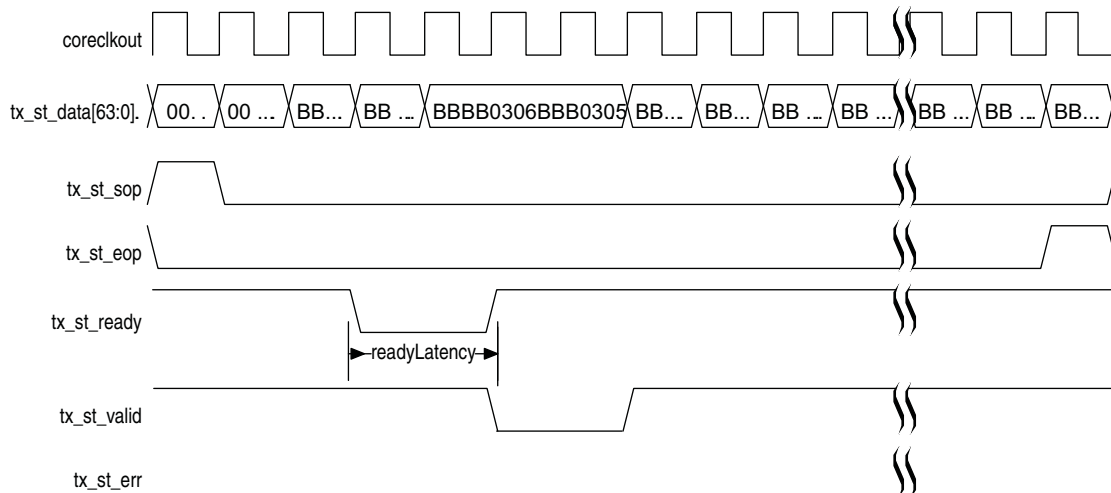 coreclkout
tx_st_data[63:0]. 00. . 00 ... BB... BB ... BBBB0306BBB0305 BB... BB... BB ... BB ... BB ... BB ... BB...
tx_st_sop
tx_st_eop
tx_st_ready
readyLatency
tx_st_valid
tx_st_err